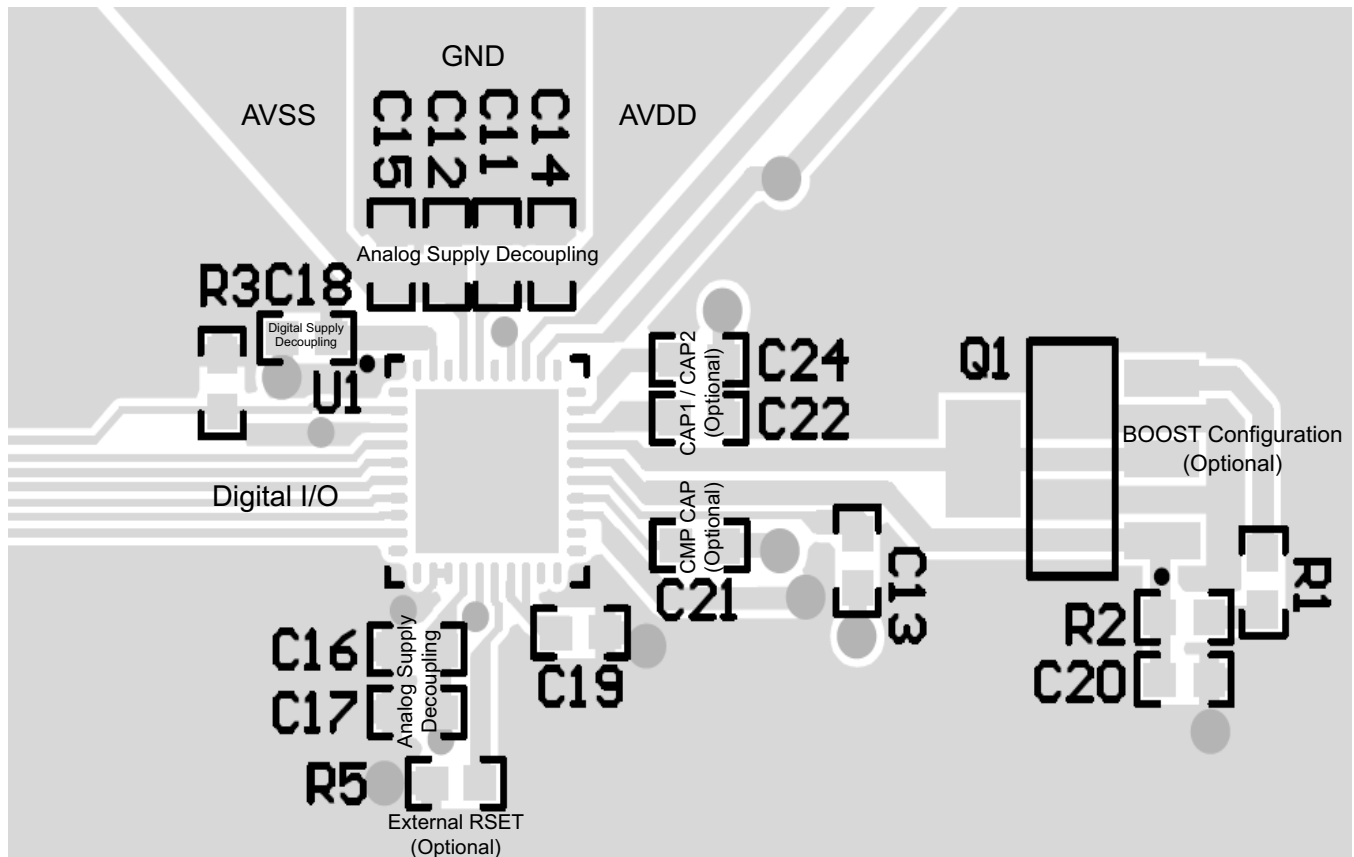 GND
AVSS
AVDD
C15
C12
C11
C14
Analog Supply Decoupling
R3
C18
Digital Supply
Decoupling
U1
CAP1 / CAP2
(Optional)
C24
C22
Q1
BOOST Configuration
(Optional)
Digital I/O
CMP CAP
(Optional)
C21
C13
R1
R2
C20
C16
C17
Analog Supply
Decoupling
C19
R5
External RSET
(Optional)